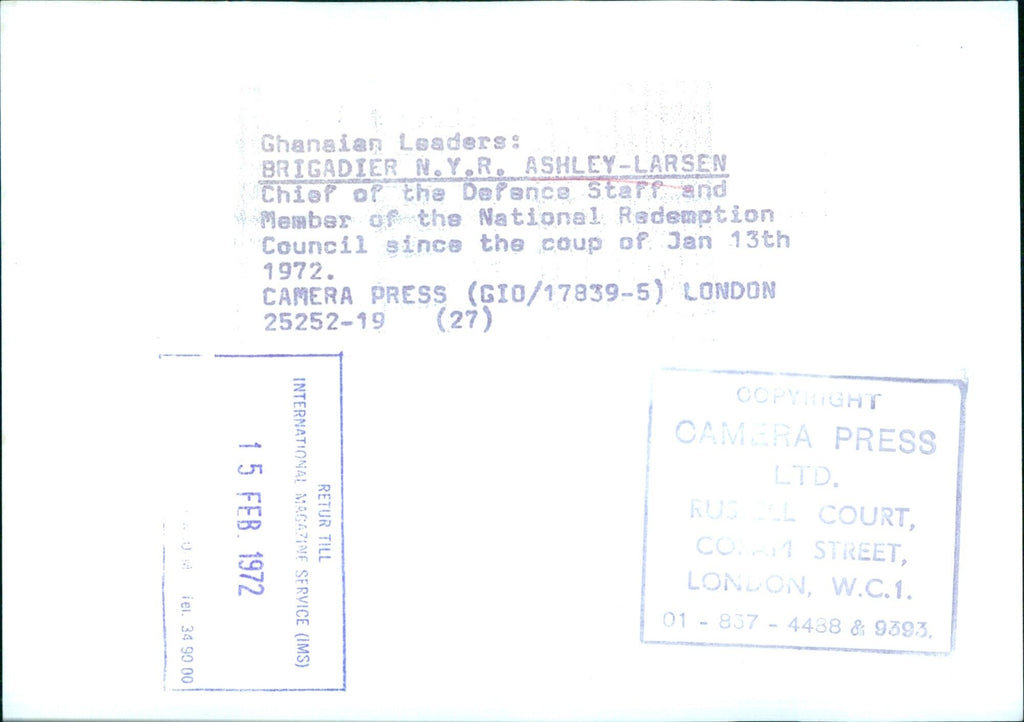 Ghanaian Leaders:
BRIGADIER N.Y.R. ASHLEY-LARSEN
Chief of the Defence Staff and
Member of the National Redemption
Council since the coup of Jan 13th
1972.
CAMERA PRESS (GIO/17839-5) LONDON
25252-19 (27)
RETUR TILL
INTERNATIONAL MAGAZINE SERVICE (IMS)
15 FEB. 1972
Tel. 34 90 00
COPYRIGHT
CAMERA PRESS
LTD.
RUSSELL COURT,
CORAM STREET,
LONDON, W.C.1.
01 - 837 - 4488 & 9393.